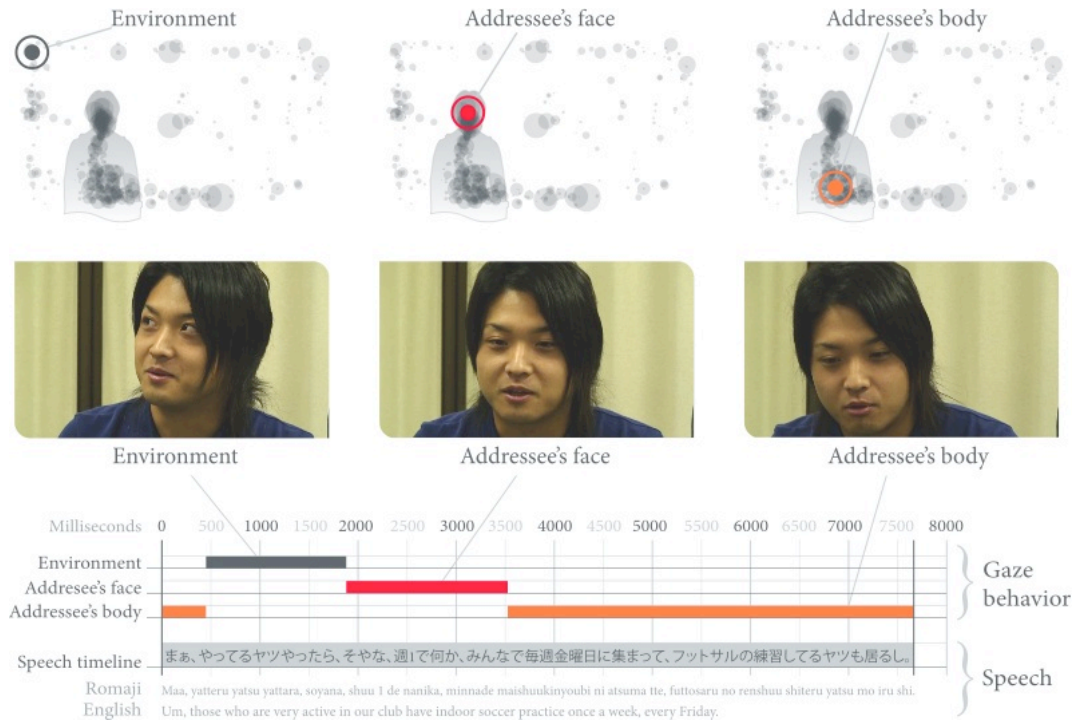 Environment Addressee's face Addressee's body
Environment Addressee's face Addressee's body
Milliseconds 0 500 1000 1500 2000 2500 3000 3500 4000 4500 5000 5500 6000 6500 7000 7500 8000
Environment
Addresee's face
Addressee's body
Gaze
behavior
Speech timeline まぁ、やってるヤツやったら、そやな、週1で何か、みんなで毎週金曜日に集まって、フットサルの練習してるヤツも居るし。
Speech
Romaji Maa, yatteru yatsu yattara, soyana, shuu 1 de nanika, minnade maishuukinyoubi ni atsuma tte, futtosaru no renshuu shiteru yatsu mo iru shi.
English Um, those who are very active in our club have indoor soccer practice once a week, every Friday.